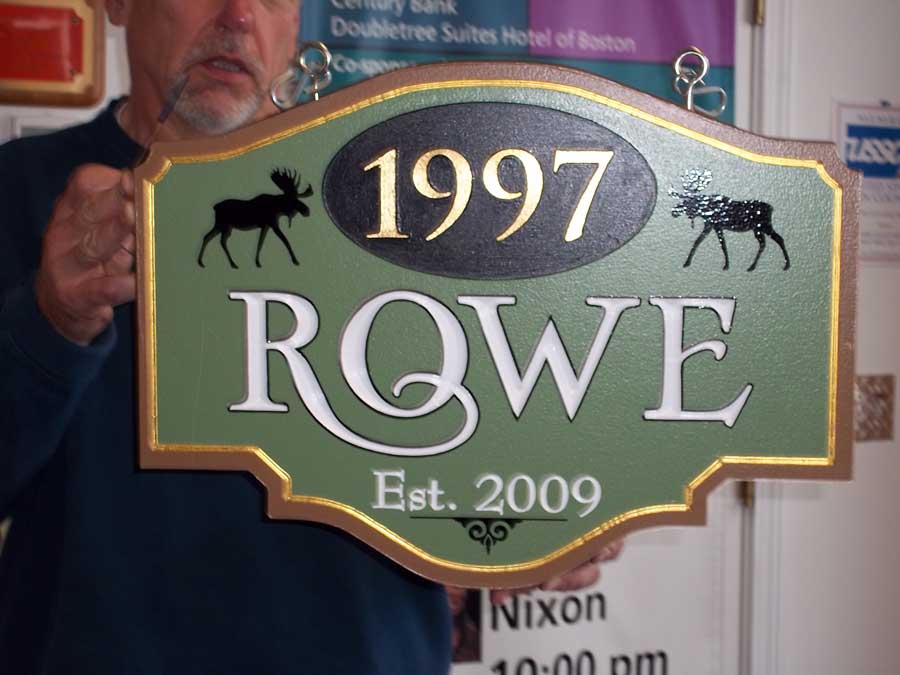 Century Bank
Doubletree Suites Hotel of Boston
1997
ROWE
Est. 2009
Nixon
10:00 pm